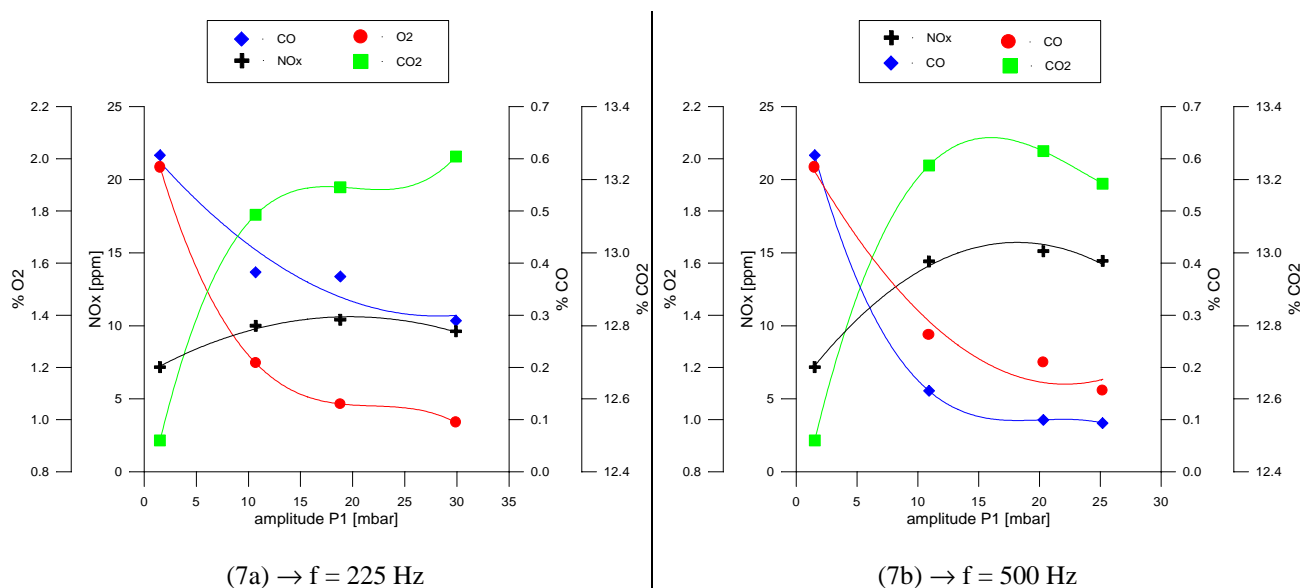 CO
O2
NOx
CO2
2.2
2.0
1.8
1.6
1.4
1.2
1.0
0.8
% O2
25
20
15
10
5
0
NOx [ppm]
0.7
0.6
0.5
0.4
0.3
0.2
0.1
0.0
% CO
13.4
13.2
13.0
12.8
12.6
12.4
% CO2
0 5 10 15 20 25 30 35
amplitude P1 [mbar]
(7a) → f = 225 Hz
NOx
CO
CO
CO2
2.2
2.0
1.8
1.6
1.4
1.2
1.0
0.8
% O2
25
20
15
10
5
0
NOx [ppm]
0.7
0.6
0.5
0.4
0.3
0.2
0.1
0.0
% CO
13.4
13.2
13.0
12.8
12.6
12.4
% CO2
0 5 10 15 20 25 30
amplitude P1 [mbar]
(7b) → f = 500 Hz